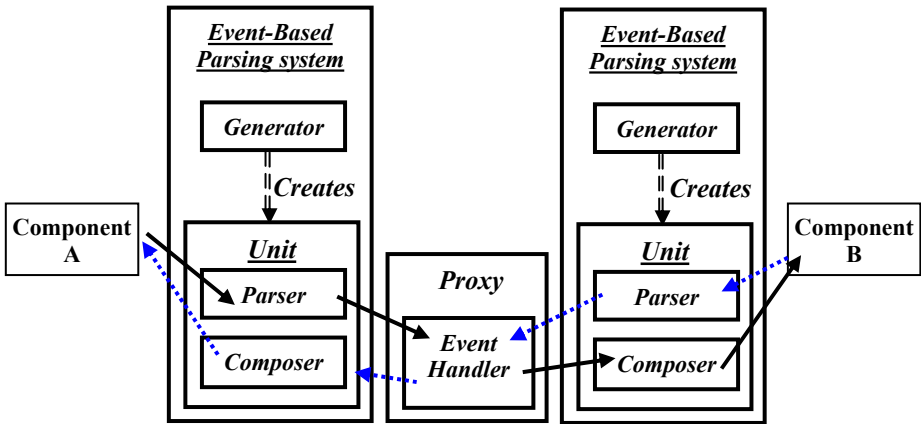 Event-Based
Parsing system
Generator
Creates
Unit
Parser
Composer
Component
A
Proxy
Event
Handler
Event-Based
Parsing system
Generator
Creates
Unit
Parser
Composer
Component
B